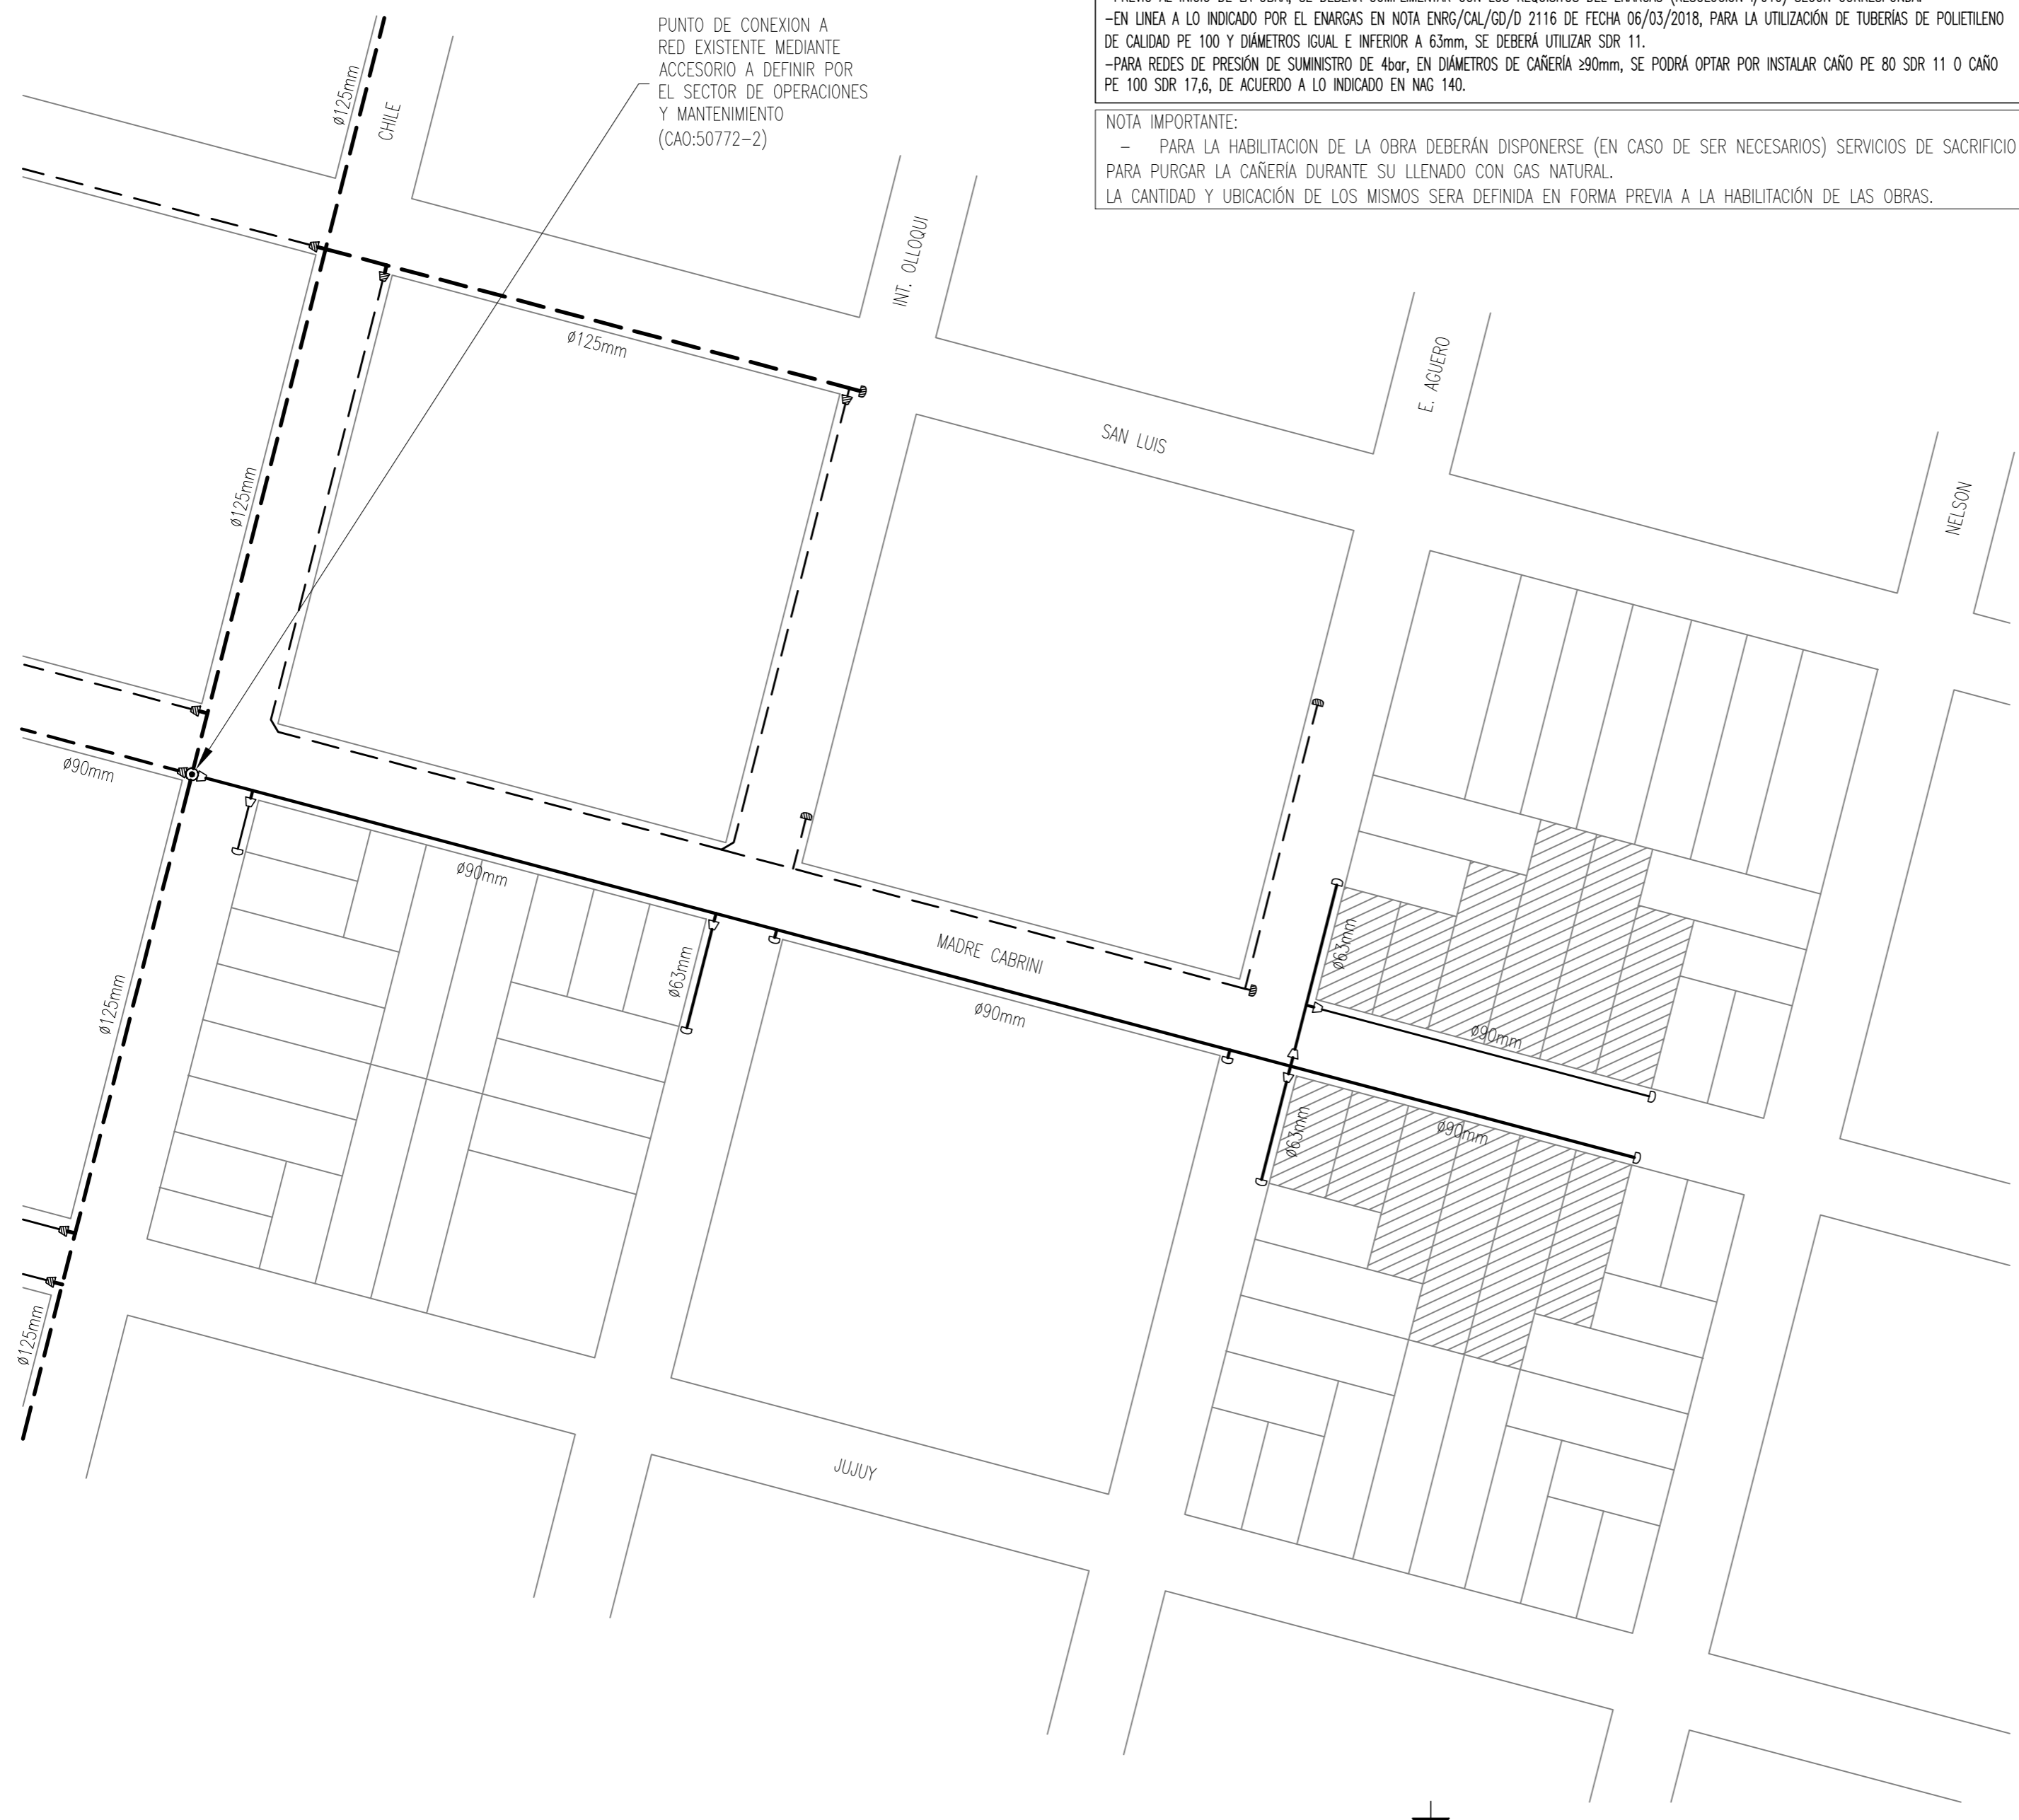 -EN LINEA A LO INDICADO POR EL ENARGAS EN NOTA ENRG/CAL/GD/D 2116 DE FECHA 06/03/2018, PARA LA UTILIZACIÓN DE TUBERÍAS DE POLIETILENO
DE CALIDAD PE 100 Y DIÁMETROS IGUAL E INFERIOR A 63mm, SE DEBERÁ UTILIZAR SDR 11.
-PARA REDES DE PRESIÓN DE SUMINISTRO DE 4bar, EN DIÁMETROS DE CAÑERÍA ≥90mm, SE PODRÁ OPTAR POR INSTALAR CAÑO PE 80 SDR 11 O CAÑO
PE 100 SDR 17,6, DE ACUERDO A LO INDICADO EN NAG 140.
NOTA IMPORTANTE:
- PARA LA HABILITACION DE LA OBRA DEBERÁN DISPONERSE (EN CASO DE SER NECESARIOS) SERVICIOS DE SACRIFICIO
PARA PURGAR LA CAÑERÍA DURANTE SU LLENADO CON GAS NATURAL.
LA CANTIDAD Y UBICACIÓN DE LOS MISMOS SERA DEFINIDA EN FORMA PREVIA A LA HABILITACIÓN DE LAS OBRAS.
PUNTO DE CONEXION A
RED EXISTENTE MEDIANTE
ACCESORIO A DEFINIR POR
EL SECTOR DE OPERACIONES
Y MANTENIMIENTO
(CAO:50772-2)
ø125mm
CHILE
INT. OLLOQUI
ø125mm
E. AGUERO
SAN LUIS
ø125mm
NELSON
ø90mm
ø90mm
MADRE CABRINI
ø63mm
ø63mm
ø125mm
ø90mm
ø90mm
ø63mm
ø90mm
ø125mm
JUJUY